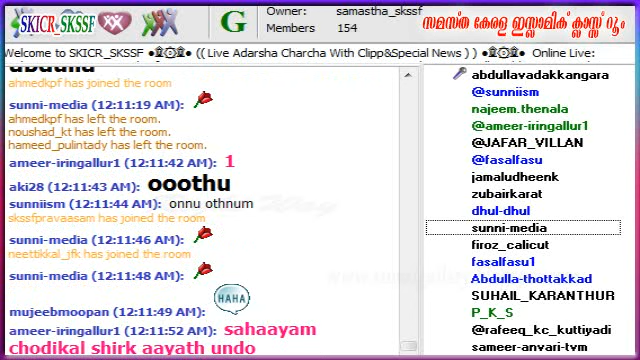 SKICR SKSSF
G
Owner: samastha_skssf
Members 154
സമസ്ത കേരള ഇസ്ലാമിക് ക്ലാസ്സ് റൂം
Welcome to SKICR_SKSSF (( Live Adarsha Charcha With Clipp&Special News ) ) Online Live:
abdulla
ahmedkpf has joined the room
sunni-media (12:11:19 AM):
ahmedkpf has left the room.
noushad_kt has left the room.
hameed_pulintady has left the room.
ameer-iringallur1 (12:11:42 AM): 1
aki28 (12:11:43 AM): ooothu
sunniism (12:11:44 AM): onnu othnum
skssfpravaasam has joined the room
sunni-media (12:11:46 AM):
neettikkal_jfk has joined the room
sunni-media (12:11:48 AM):
mujeebmoopan (12:11:49 AM): HAHA
ameer-iringallur1 (12:11:52 AM): sahaayam
chodikal shirk aayath undo
abdullavadakkangara
@sunniism
najeem.thenala
@ameer-iringallur1
@JAFAR_VILLAN
@fasalfasu
jamaludheenk
zubairkarat
dhul-dhul
sunni-media
firoz_calicut
fasalfasu1
Abdulla-thottakkad
SUHAIL_KARANTHUR
P_K_S
@rafeeq_kc_kuttiyadi
sameer-anvari-tvm